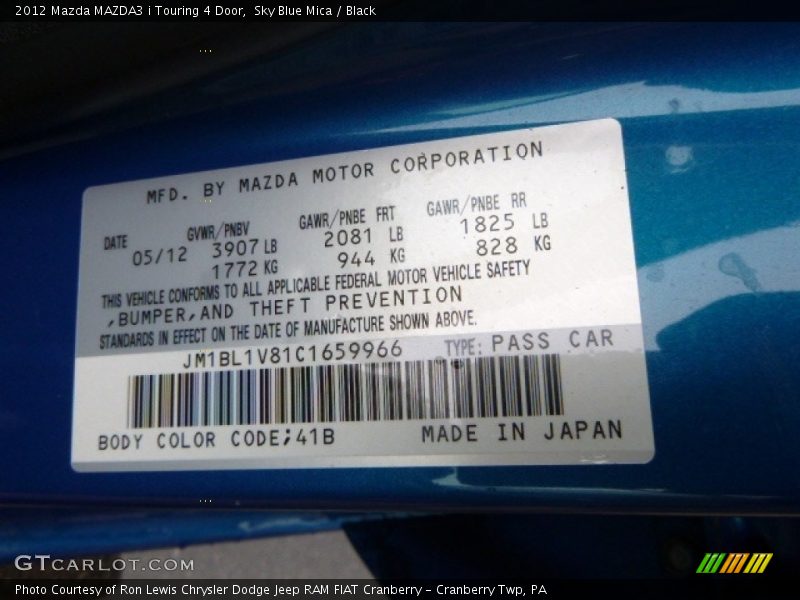 2012 Mazda MAZDA3 i Touring 4 Door, Sky Blue Mica / Black
MFD. BY MAZDA MOTOR CORPORATION
DATE GVWR/PNBV GAWR/PNBE FRT GAWR/PNBE RR
05/12 3907 LB 2081 LB 1825 LB
1772 KG 944 KG 828 KG
THIS VEHICLE CONFORMS TO ALL APPLICABLE FEDERAL MOTOR VEHICLE SAFETY
,BUMPER,AND THEFT PREVENTION
STANDARDS IN EFFECT ON THE DATE OF MANUFACTURE SHOWN ABOVE.
JM1BL1V81C1659966 TYPE: PASS CAR
BODY COLOR CODE;41B MADE IN JAPAN
GTCARLOT.COM
Photo Courtesy of Ron Lewis Chrysler Dodge Jeep RAM FIAT Cranberry - Cranberry Twp, PA